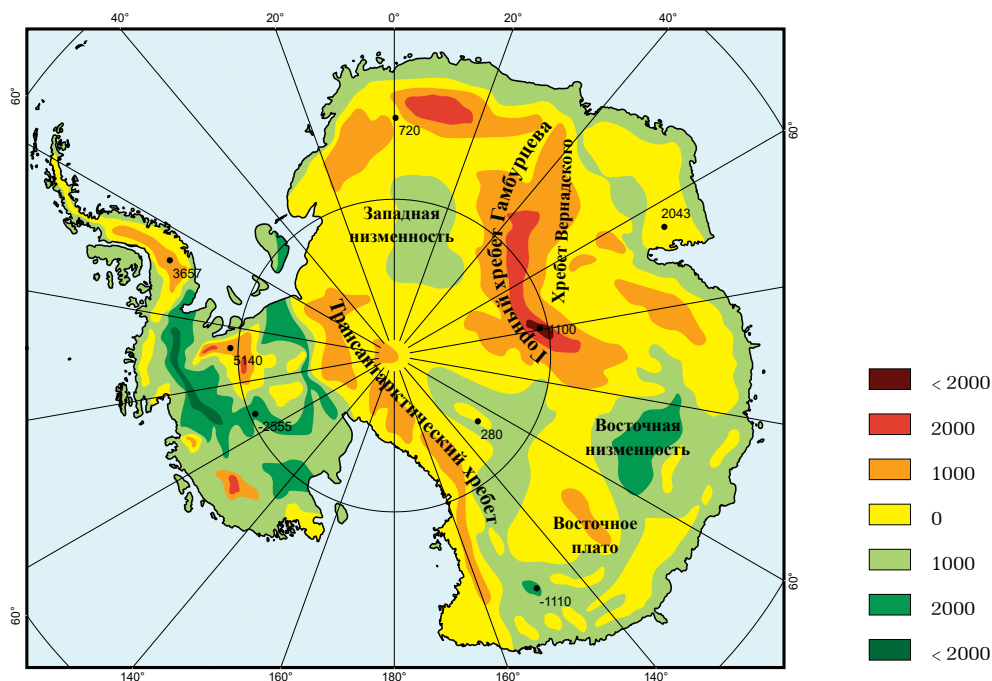 40° 20° 0° 20° 40°
60°
60°
720
Западная
низменность
Горный хребет Гамбурцева
Хребет Вернадского
2043
3657
Трансантарктический хребет
1100
5140
-2555
280
Восточная
низменность
Восточное
плато
-1110
60°
60°
140° 160° 180° 160° 140°
< 2000
2000
1000
0
1000
2000
< 2000